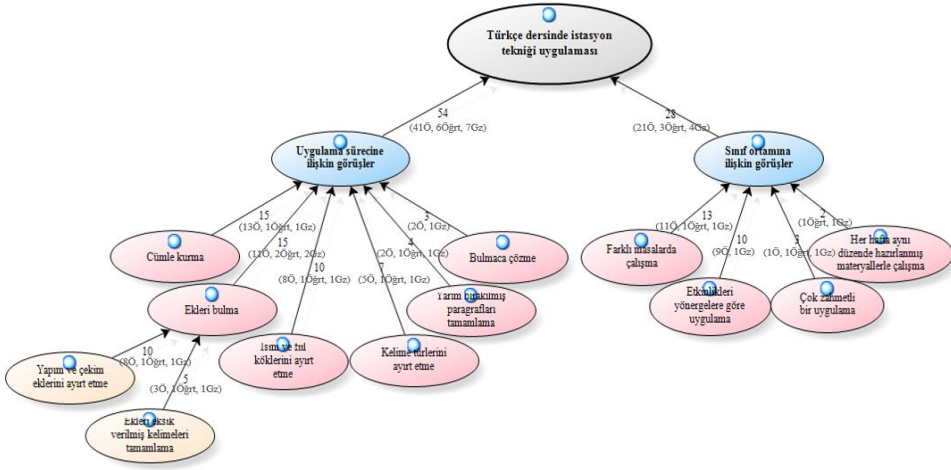 Türkçe dersinde istasyon
tekniği uygulaması
54
(41Ö, 6Öğrt, 7Gz)
28
(21Ö, 3Öğrt, 4Gz)
Uygulama sürecine
ilişkin görüşler
Sınıf ortamına
ilişkin görüşler
15
(13Ö, 1Öğrt, 1Gz)
15
(11Ö, 2Öğrt, 2Gz)
10
(8Ö, 1Öğrt, 1Gz)
7
(5Ö, 1Öğrt, 1Gz)
4
(2Ö, 1Öğrt, 1Gz)
3
(2Ö, 1Gz)
13
(11Ö, 1Öğrt, 1Gz)
10
(9Ö, 1Gz)
3
(1Ö, 1Öğrt, 1Gz)
2
(1Öğrt, 1Gz)
Cümle kurma
Bulmaca çözme
Farklı masalarda
çalışma
Her hafta aynı
düzende hazırlanmış
materyallerle çalışma
Ekleri bulma
Yarım bırakılmış
paragrafları
tamamlama
Etkinlikleri
yönergelere göre
uygulama
Çok zahmetli
bir uygulama
İsim ve fiil
köklerini ayırt
etme
Kelime türlerini
ayırt etme
10
(8Ö, 1Öğrt, 1Gz)
5
(3Ö, 1Öğrt, 1Gz)
Yapım ve çekim
eklerini ayırt etme
Ekleri eksik
verilmiş kelimeleri
tamamlama